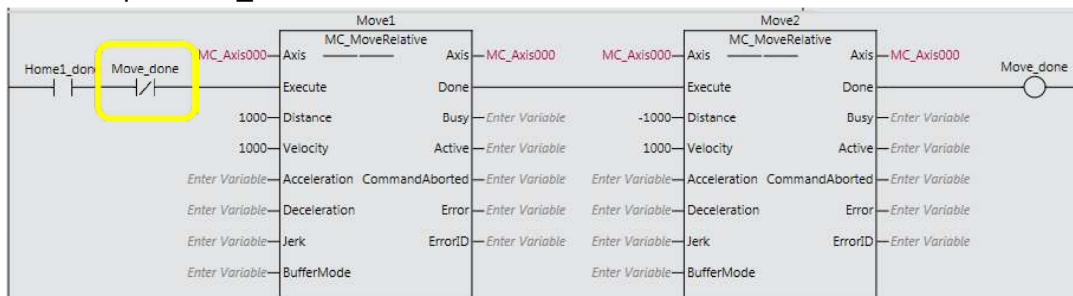 Move1 Move2
MC_MoveRelative MC_MoveRelative
MC_Axis000 Axis Axis MC_Axis000 MC_Axis000 Axis Axis MC_Axis000
Home1_don Move_done Move_done
Execute Done Execute Done
1000 Distance Busy Enter Variable -1000 Distance Busy Enter Variable
1000 Velocity Active Enter Variable 1000 Velocity Active Enter Variable
Enter Variable Acceleration CommandAborted Enter Variable Enter Variable Acceleration CommandAborted Enter Variable
Enter Variable Deceleration Error Enter Variable Enter Variable Deceleration Error Enter Variable
Enter Variable Jerk ErrorID Enter Variable Enter Variable Jerk ErrorID Enter Variable
Enter Variable BufferMode Enter Variable BufferMode